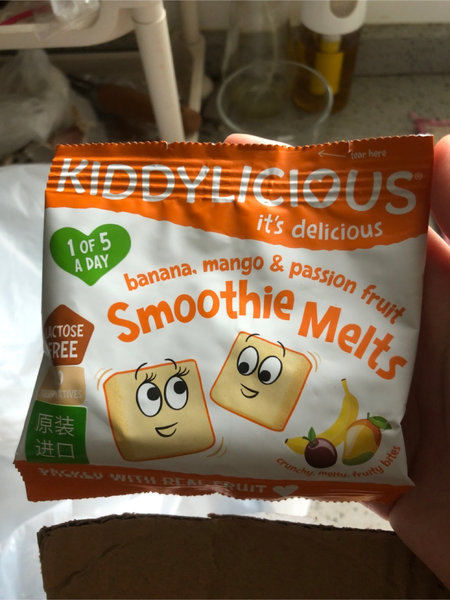 tear here
KIDDYLICIOUS®
it's delicious
1 OF 5
A DAY
banana, mango & passion fruit
Smoothie Melts
LACTOSE
FREE
原装
进口
crunchy, melty, fruity bites
PACKED WITH REAL FRUIT